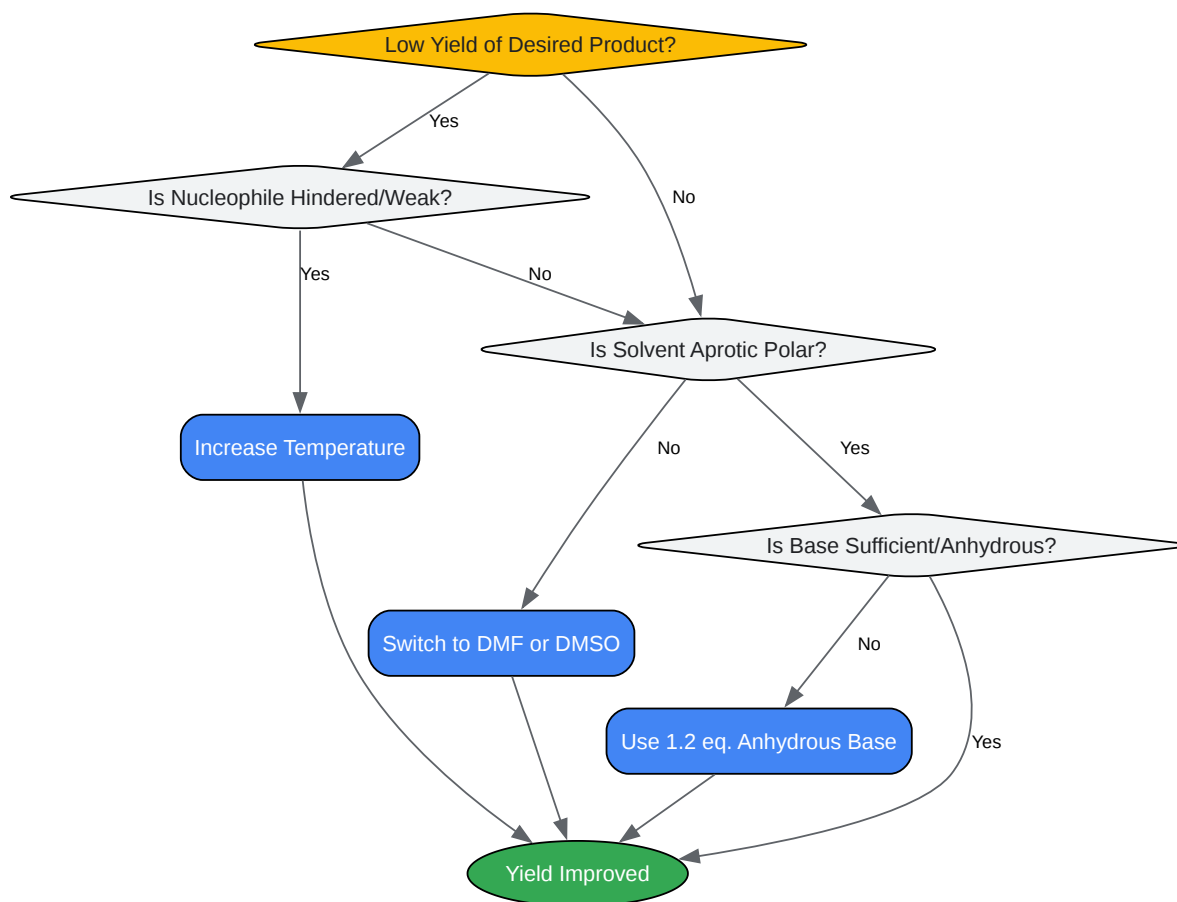 Low Yield of Desired Product?
Yes
Is Nucleophile Hindered/Weak?
No
Yes
No
Is Solvent Aprotic Polar?
Increase Temperature
No
Yes
Is Base Sufficient/Anhydrous?
Switch to DMF or DMSO
No
Use 1.2 eq. Anhydrous Base
Yes
Yield Improved